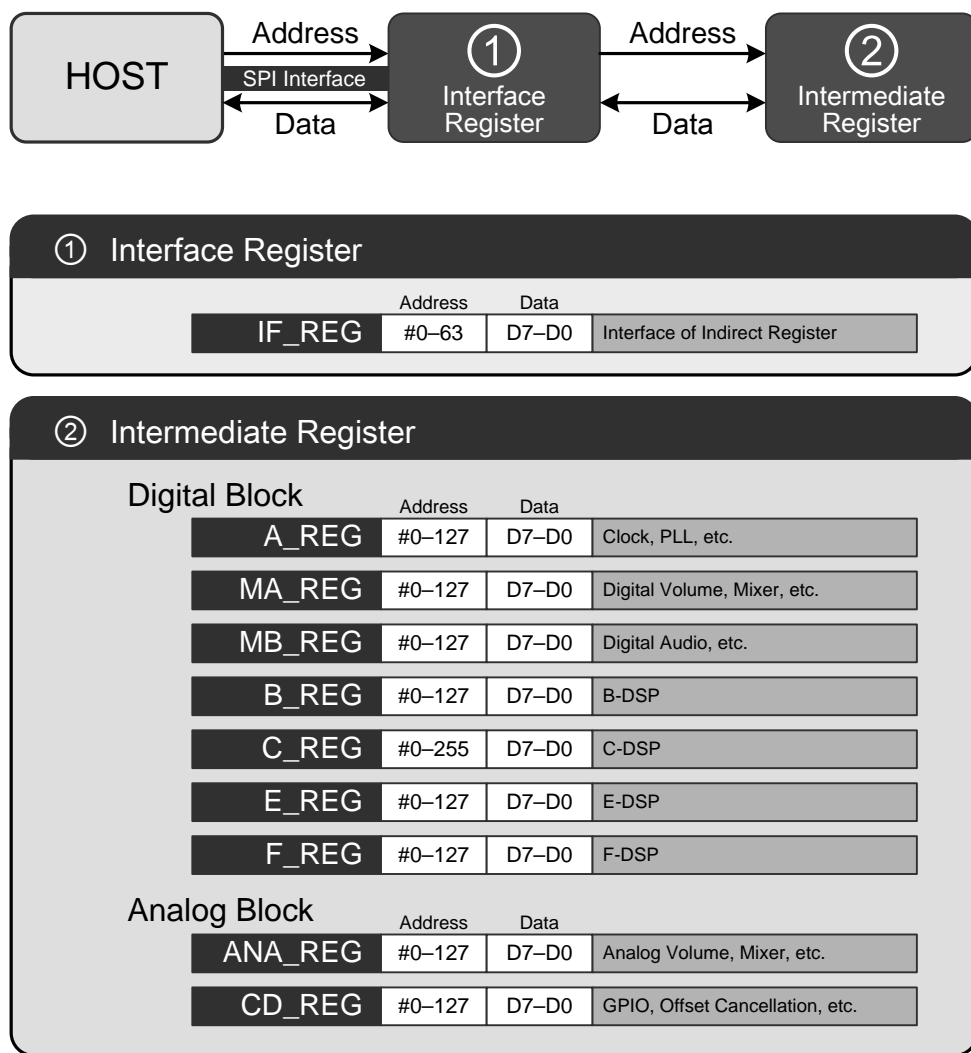 HOST
Address
SPI Interface
Data
① Interface Register
Address
Data
② Intermediate Register
① Interface Register
Address Data
IF_REG #0–63 D7–D0 Interface of Indirect Register
② Intermediate Register
Digital Block
Address Data
A_REG #0–127 D7–D0 Clock, PLL, etc.
MA_REG #0–127 D7–D0 Digital Volume, Mixer, etc.
MB_REG #0–127 D7–D0 Digital Audio, etc.
B_REG #0–127 D7–D0 B-DSP
C_REG #0–255 D7–D0 C-DSP
E_REG #0–127 D7–D0 E-DSP
F_REG #0–127 D7–D0 F-DSP
Analog Block
Address Data
ANA_REG #0–127 D7–D0 Analog Volume, Mixer, etc.
CD_REG #0–127 D7–D0 GPIO, Offset Cancellation, etc.